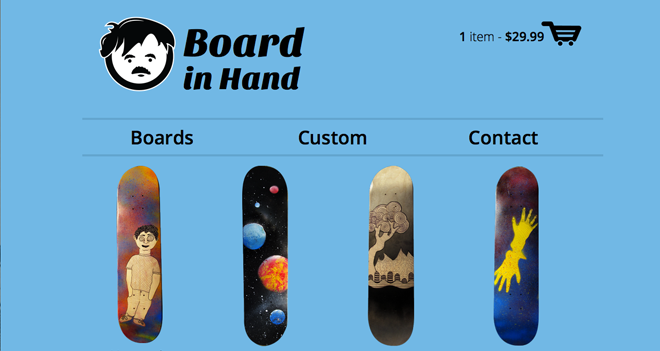 Board
in Hand
1 item - $29.99
Boards
Custom
Contact